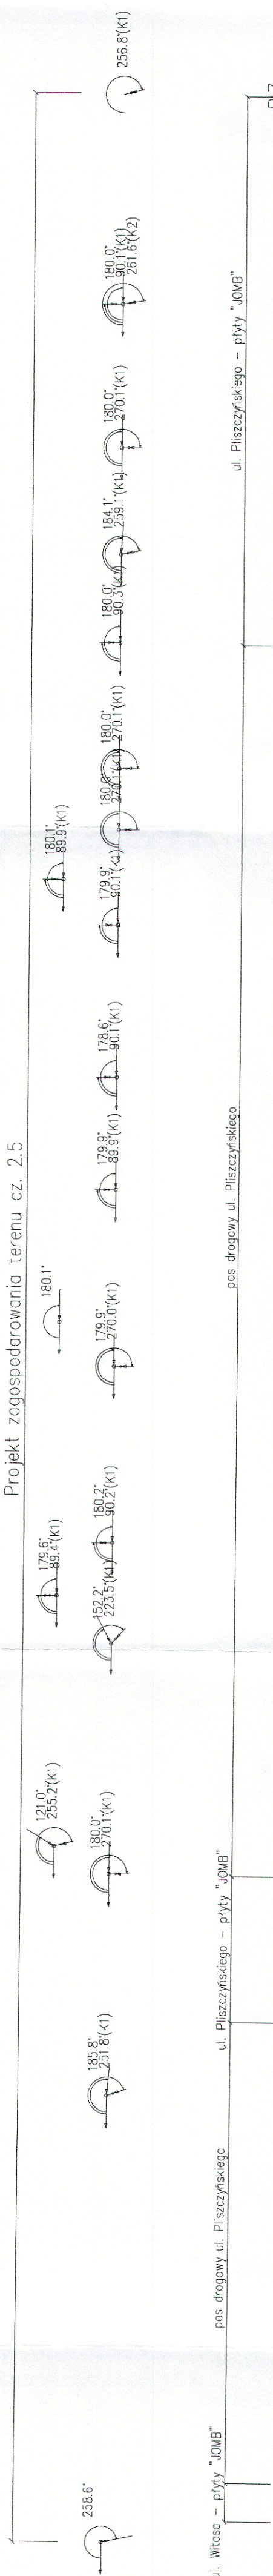 Projekt zagospodarowania terenu cz. 2.5
258.6°
185.8°
251.8°(K1)
180.0°
270.1°(K1)
121.0°
255.2°(K1)
152.2°
223.5°(K1)
180.2°
90.2°(K1)
179.6°
89.4°(K1)
179.9°
270.0°(K1)
180.1°
179.9°
89.9°(K1)
178.6°
90.1°(K1)
179.9°
90.1°(K1)
180.1°
89.9°(K1)
180.0°
270.1°(K1)
180.0°
270.1°(K1)
180.0°
90.3°(K1)
184.1°
259.1°(K1)
180.0°
270.1°(K1)
180.0°
90.1°(K1)
261.6°(K2)
256.8°(K1)
ul. Witosa – płyty "JOMB"
pas drogowy ul. Pliszczyńskiego
ul. Pliszczyńskiego – płyty "JOMB"
pas drogowy ul. Pliszczyńskiego
ul. Pliszczyńskiego – płyty "JOMB"